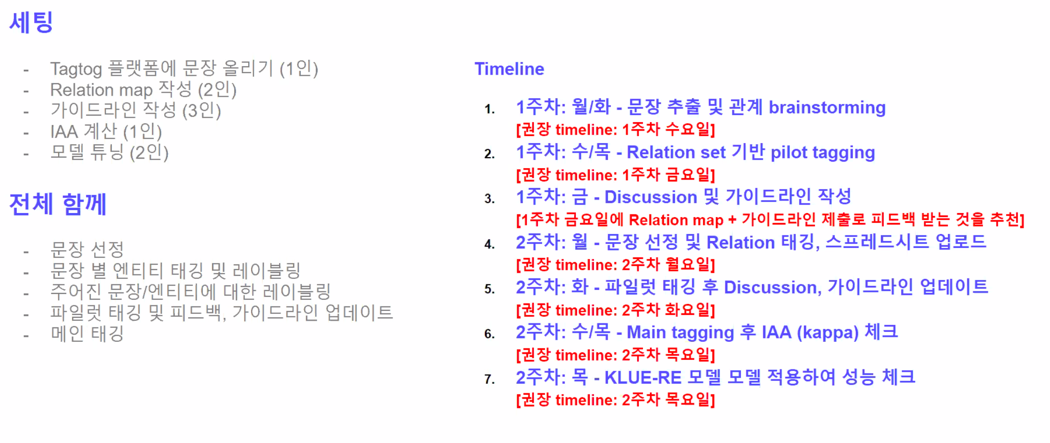 세팅
- Tagtog 플랫폼에 문장 올리기 (1인)
- Relation map 작성 (2인)
- 가이드라인 작성 (3인)
- IAA 계산 (1인)
- 모델 튜닝 (2인)
전체 함께
- 문장 선정
- 문장 별 엔티티 태깅 및 레이블링
- 주어진 문장/엔티티에 대한 레이블링
- 파일럿 태깅 및 피드백, 가이드라인 업데이트
- 메인 태깅
Timeline
1. 1주차: 월/화 - 문장 추출 및 관계 brainstorming
[권장 timeline: 1주차 수요일]
2. 1주차: 수/목 - Relation set 기반 pilot tagging
[권장 timeline: 1주차 금요일]
3. 1주차: 금 - Discussion 및 가이드라인 작성
[1주차 금요일에 Relation map + 가이드라인 제출로 피드백 받는 것을 추천]
4. 2주차: 월 - 문장 선정 및 Relation 태깅, 스프레드시트 업로드
[권장 timeline: 2주차 월요일]
5. 2주차: 화 - 파일럿 태깅 후 Discussion, 가이드라인 업데이트
[권장 timeline: 2주차 화요일]
6. 2주차: 수/목 - Main tagging 후 IAA (kappa) 체크
[권장 timeline: 2주차 목요일]
7. 2주차: 목 - KLUE-RE 모델 모델 적용하여 성능 체크
[권장 timeline: 2주차 목요일]